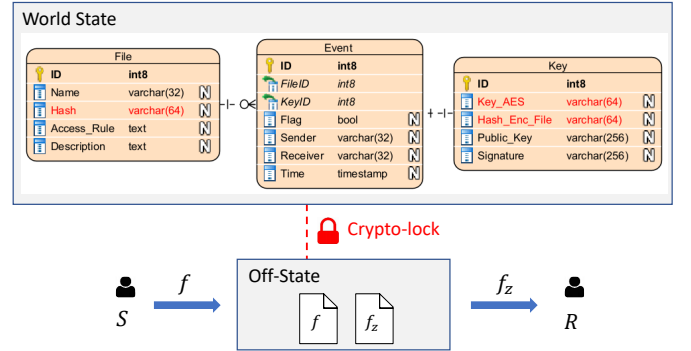 World State
File
ID int8
Name varchar(32) N
Hash varchar(64) N
Access_Rule text N
Description text N
Event
ID int8
FileID int8
KeyID int8
Flag bool N
Sender varchar(32) N
Receiver varchar(32) N
Time timestamp N
Key
ID int8
Key_AES varchar(64) N
Hash_Enc_File varchar(64) N
Public_Key varchar(256) N
Signature varchar(256) N
Crypto-lock
Off-State
S
f
f
f_z
f_z
R